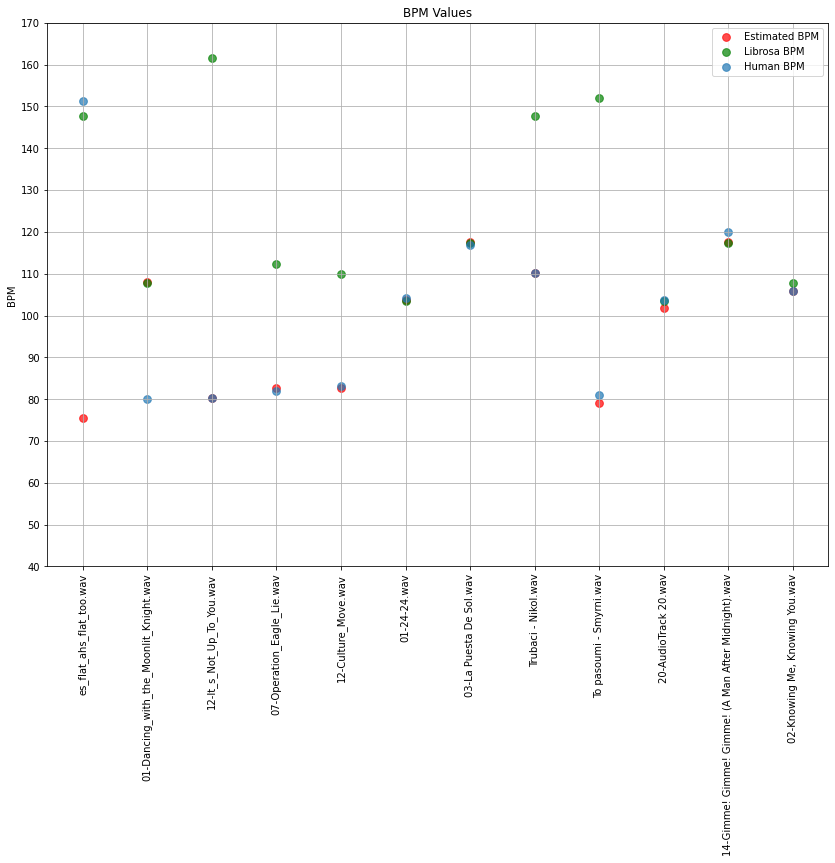 BPM Values
Estimated BPM
Librosa BPM
Human BPM
170
160
150
140
130
120
110
100
90
80
70
60
50
40
BPM
es_flat_ahs_flat_too.wav
01-Dancing_with_the_Moonlit_Knight.wav
12-It_s_Not_Up_To_You.wav
07-Operation_Eagle_Lie.wav
12-Culture_Move.wav
01-24-24.wav
03-La Puesta De Sol.wav
Trubaci - Nikol.wav
To pasoumi - Smyrni.wav
20-AudioTrack 20.wav
14-Gimme! Gimme! Gimme! (A Man After Midnight).wav
02-Knowing Me, Knowing You.wav